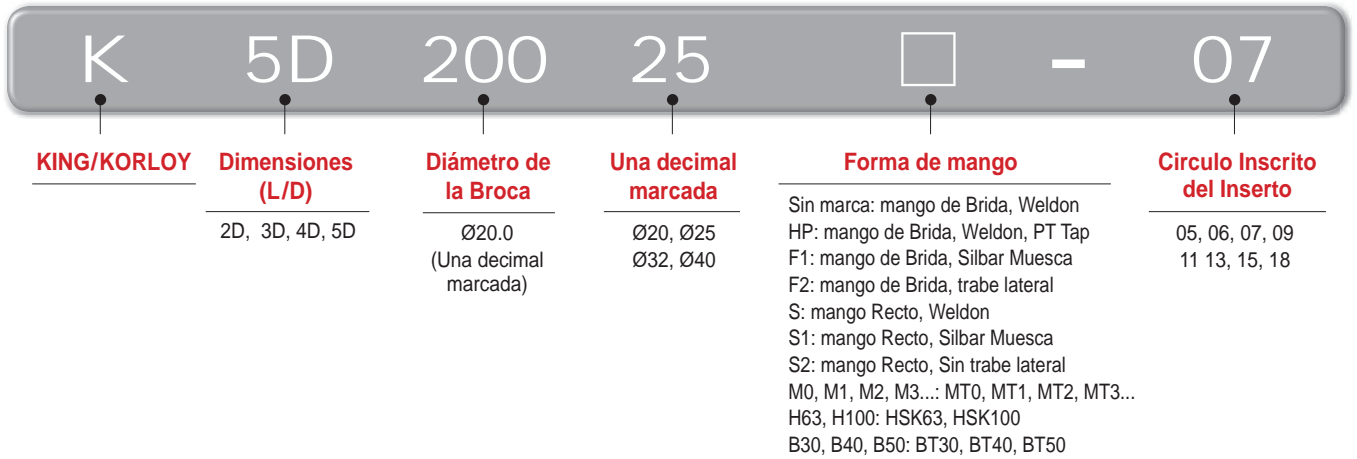 K 5D 200 25 □ - 07
KING/KORLOY
Dimensiones
(L/D)
2D, 3D, 4D, 5D
Diámetro de
la Broca
Ø20.0
(Una decimal
marcada)
Una decimal
marcada
Ø20, Ø25
Ø32, Ø40
Forma de mango
Sin marca: mango de Brida, Weldon
HP: mango de Brida, Weldon, PT Tap
F1: mango de Brida, Silbar Muesca
F2: mango de Brida, trabe lateral
S: mango Recto, Weldon
S1: mango Recto, Silbar Muesca
S2: mango Recto, Sin trabe lateral
M0, M1, M2, M3...: MT0, MT1, MT2, MT3...
H63, H100: HSK63, HSK100
B30, B40, B50: BT30, BT40, BT50
Circulo Inscrito
del Inserto
05, 06, 07, 09
11 13, 15, 18